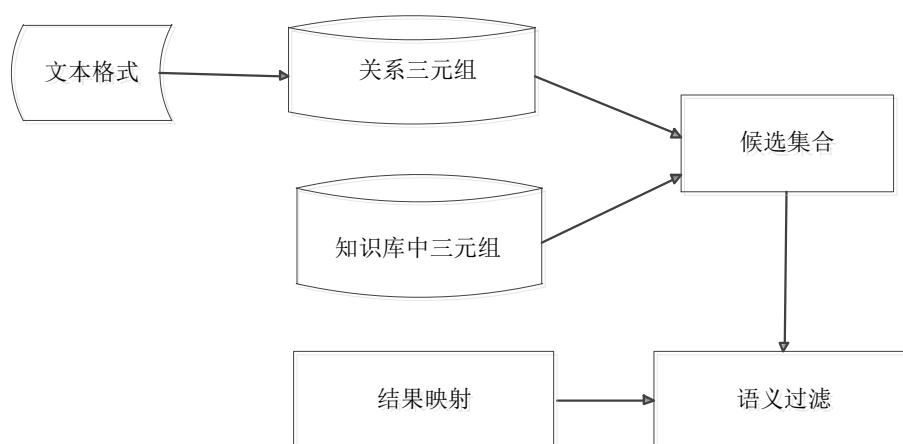 文本格式
关系三元组
候选集合
知识库中三元组
结果映射
语义过滤